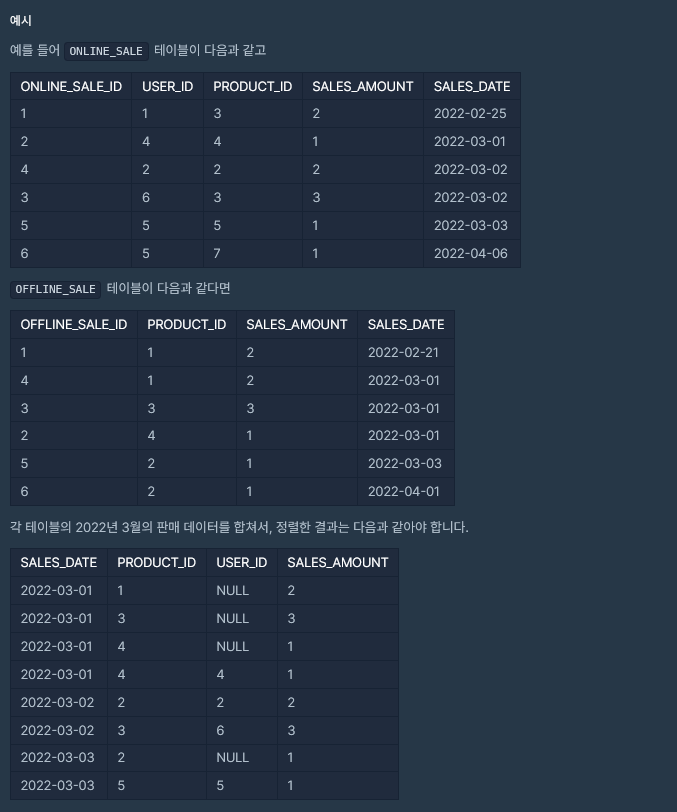 예시
예를 들어 ONLINE_SALE 테이블이 다음과 같고
ONLINE_SALE_ID USER_ID PRODUCT_ID SALES_AMOUNT SALES_DATE
1 1 3 2 2022-02-25
2 4 4 1 2022-03-01
4 2 2 2 2022-03-02
3 6 3 3 2022-03-02
5 5 5 1 2022-03-03
6 5 7 1 2022-04-06
OFFLINE_SALE 테이블이 다음과 같다면
OFFLINE_SALE_ID PRODUCT_ID SALES_AMOUNT SALES_DATE
1 1 2 2022-02-21
4 1 2 2022-03-01
3 3 3 2022-03-01
2 4 1 2022-03-01
5 2 1 2022-03-03
6 2 1 2022-04-01
각 테이블의 2022년 3월의 판매 데이터를 합쳐서, 정렬한 결과는 다음과 같아야 합니다.
SALES_DATE PRODUCT_ID USER_ID SALES_AMOUNT
2022-03-01 1 NULL 2
2022-03-01 3 NULL 3
2022-03-01 4 NULL 1
2022-03-01 4 4 1
2022-03-02 2 2 2
2022-03-02 3 6 3
2022-03-03 2 NULL 1
2022-03-03 5 5 1